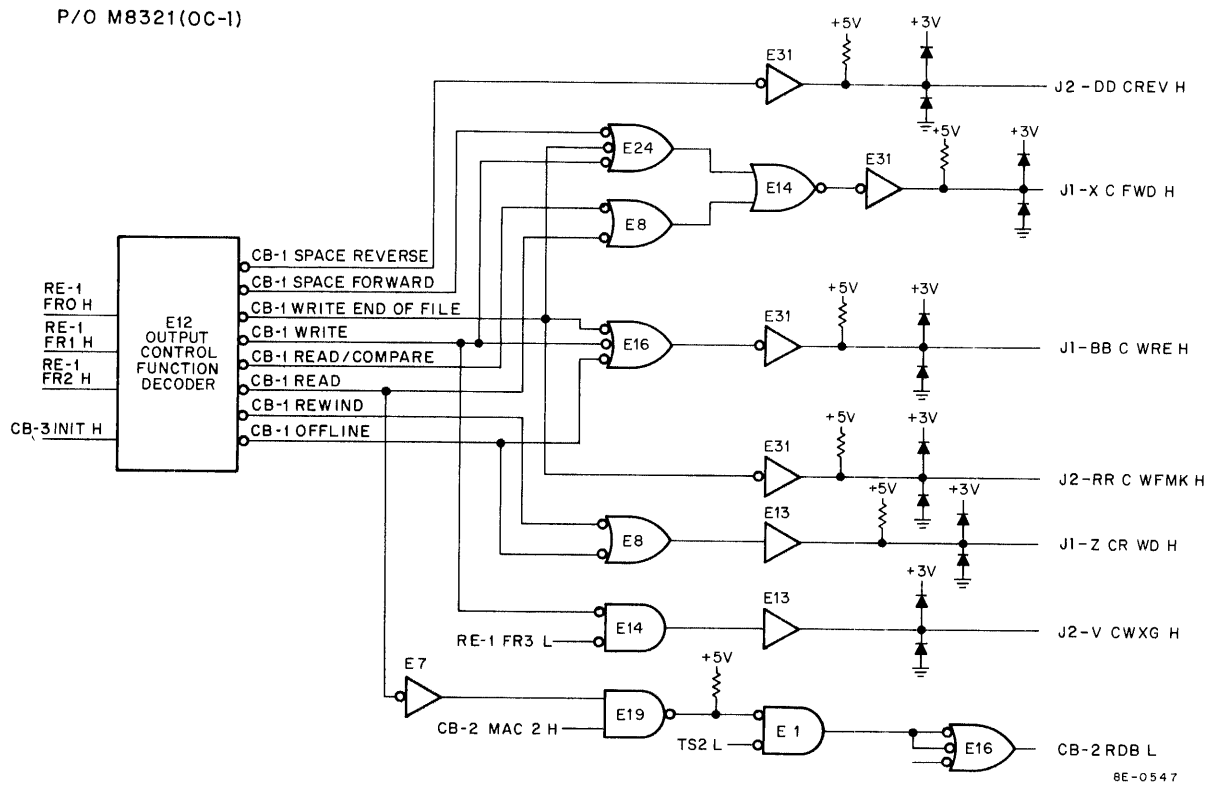 P/O M8321(OC-1)
+5V
+3V
E31
J2-DD CREV H
E24
+5V
+3V
E31
E14
J1-X C FWD H
E8
CB-1 SPACE REVERSE
CB-1 SPACE FORWARD
CB-1 WRITE END OF FILE
CB-1 WRITE
CB-1 READ/COMPARE
CB-1 READ
CB-1 REWIND
CB-1 OFFLINE
RE-1
FR0 H
RE-1
FR1 H
RE-1
FR2 H
CB-3 INIT H
E12
OUTPUT
CONTROL
FUNCTION
DECODER
+5V
+3V
E31
E16
J1-BB C WRE H
+5V
+3V
E31
J2-RR C WFMK H
+5V
+3V
E13
E8
J1-Z CR WD H
+3V
E13
E14
RE-1 FR3 L
J2-V CWXG H
E7
+5V
E19
CB-2 MAC 2 H
E 1
TS2 L
E16
CB-2 RDB L
8E-0547